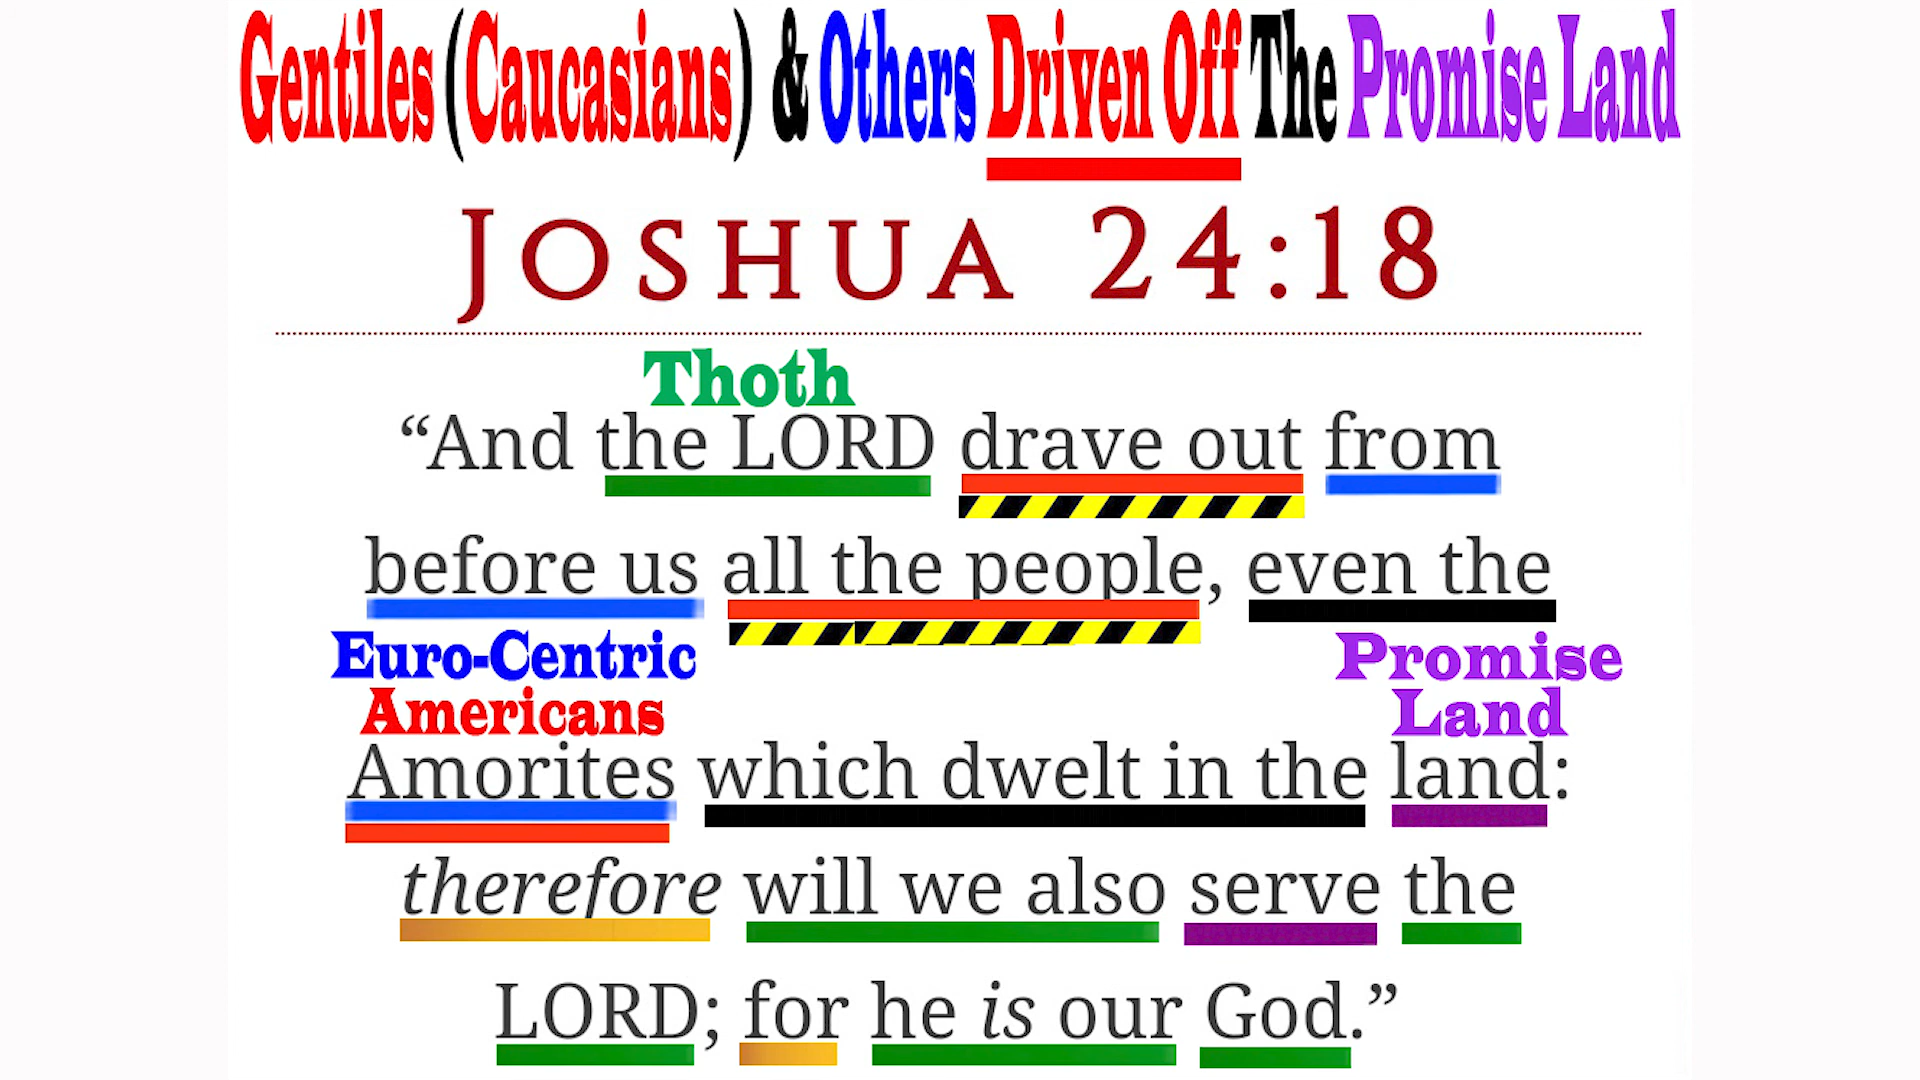 Gentiles (Caucasians) & Others Driven Off The Promise Land
JOSHUA 24:18
Thoth
“And the LORD drave out from
before us all the people, even the
Euro-Centric
Americans
Promise
Land
Amorites which dwelt in the land:
therefore will we also serve the
LORD; for he is our God.”